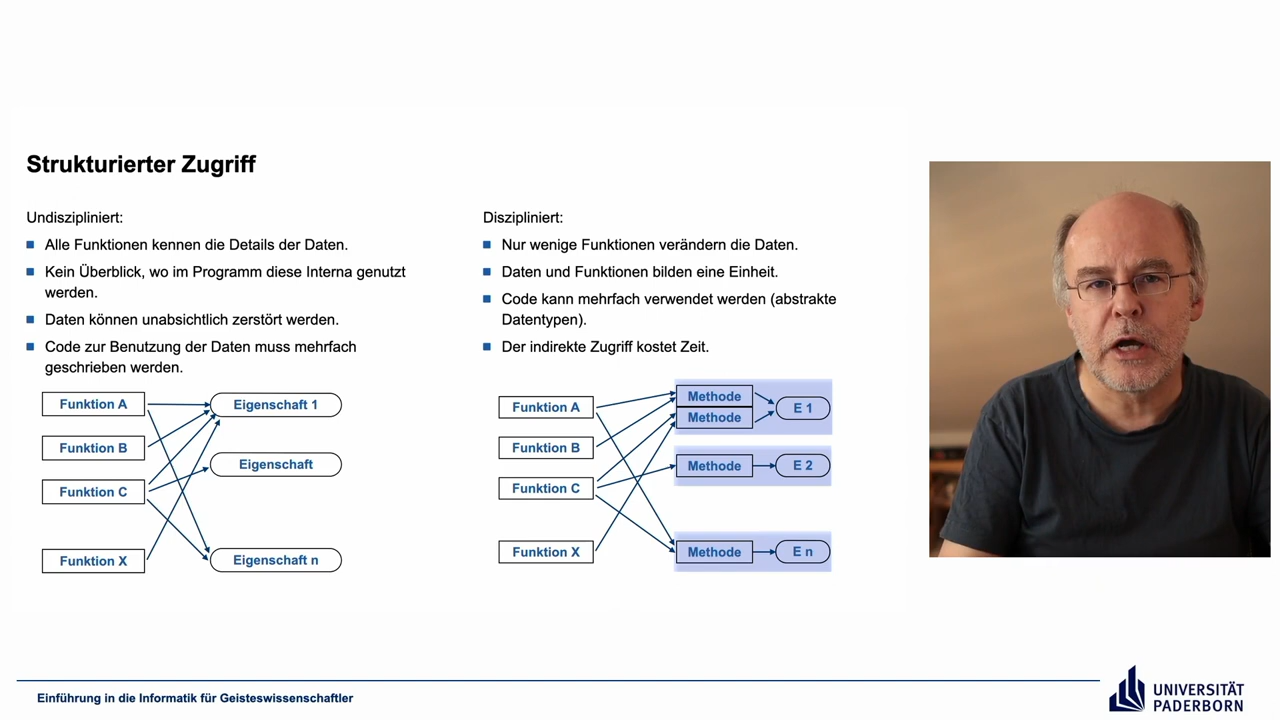 Strukturierter Zugriff
Undiszipliniert:
Alle Funktionen kennen die Details der Daten.
Kein Überblick, wo im Programm diese Interna genutzt
werden.
Daten können unabsichtlich zerstört werden.
Code zur Benutzung der Daten muss mehrfach
geschrieben werden.
Funktion A
Eigenschaft 1
Funktion B
Eigenschaft
Funktion C
Funktion X
Eigenschaft n
Diszipliniert:
Nur wenige Funktionen verändern die Daten.
Daten und Funktionen bilden eine Einheit.
Code kann mehrfach verwendet werden (abstrakte
Datentypen).
Der indirekte Zugriff kostet Zeit.
Funktion A
Methode
Methode
E 1
Funktion B
Methode
E 2
Funktion C
Funktion X
Methode
E n
Einführung in die Informatik für Geisteswissenschaftler
UNIVERSITÄT
PADERBORN